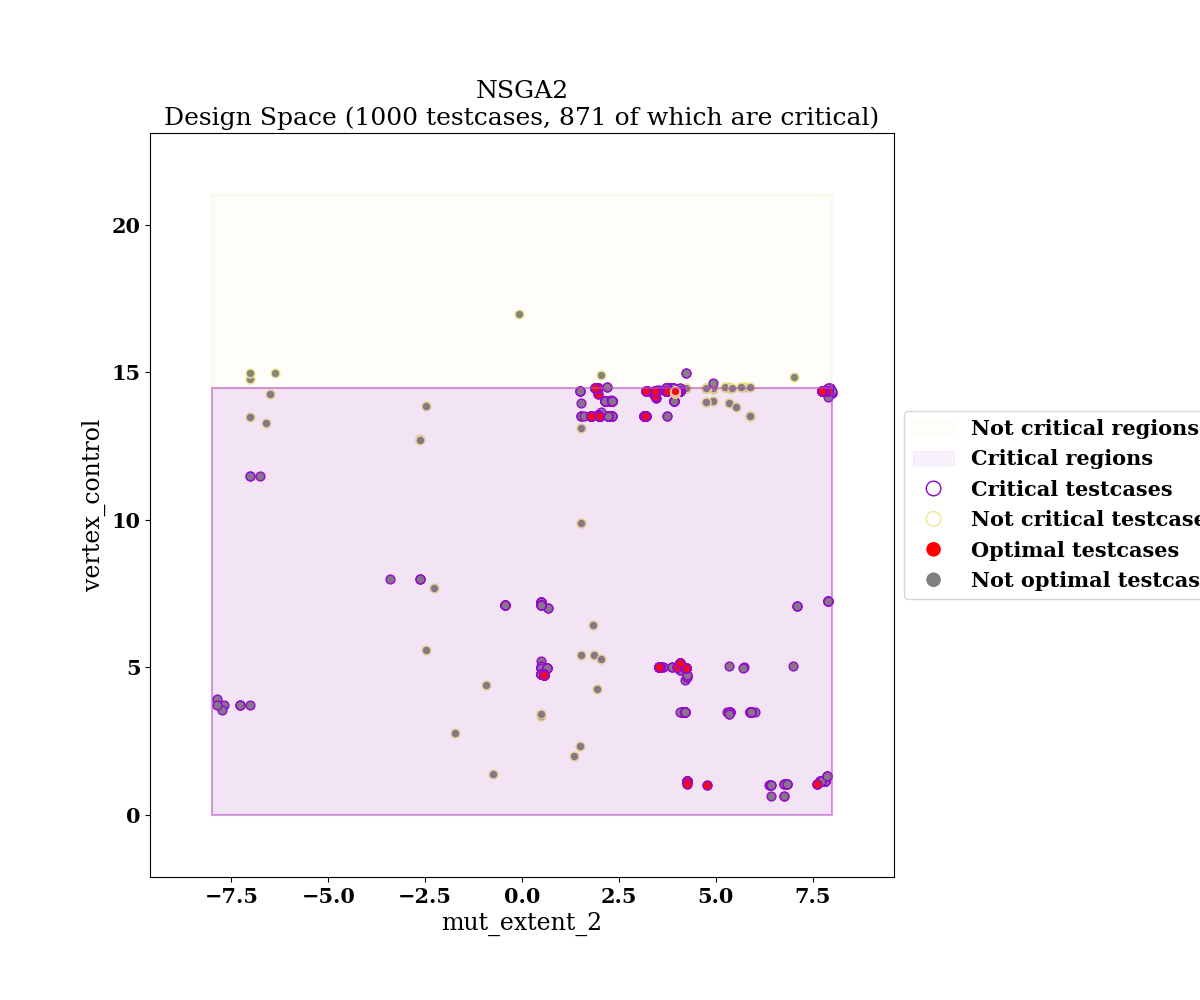 NSGA2
Design Space (1000 testcases, 871 of which are critical)
20
15
10
5
0
vertex_control
−7.5
−5.0
−2.5
0.0
2.5
5.0
7.5
mut_extent_2
Not critical regions
Critical regions
Critical testcases
Not critical testcase
Optimal testcases
Not optimal testcas